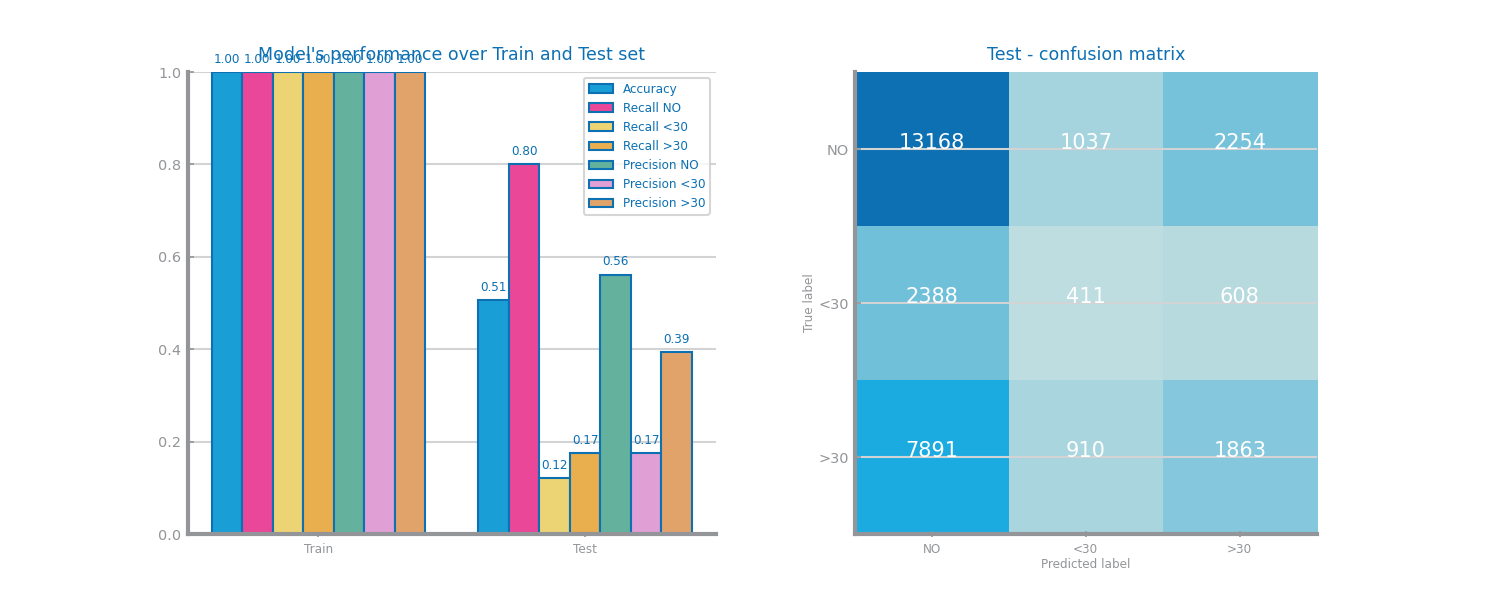 Model's performance over Train and Test set
1.00 1.00 1.00 1.00 1.00 1.00 1.00
1.0
0.8
0.6
0.4
0.2
0.0
Accuracy
Recall NO
Recall <30
Recall >30
Precision NO
Precision <30
Precision >30
0.51
0.80
0.12
0.17
0.56
0.17
0.39
Train Test
Test - confusion matrix
True label
NO 13168 1037 2254
<30 2388 411 608
>30 7891 910 1863
NO <30 >30
Predicted label